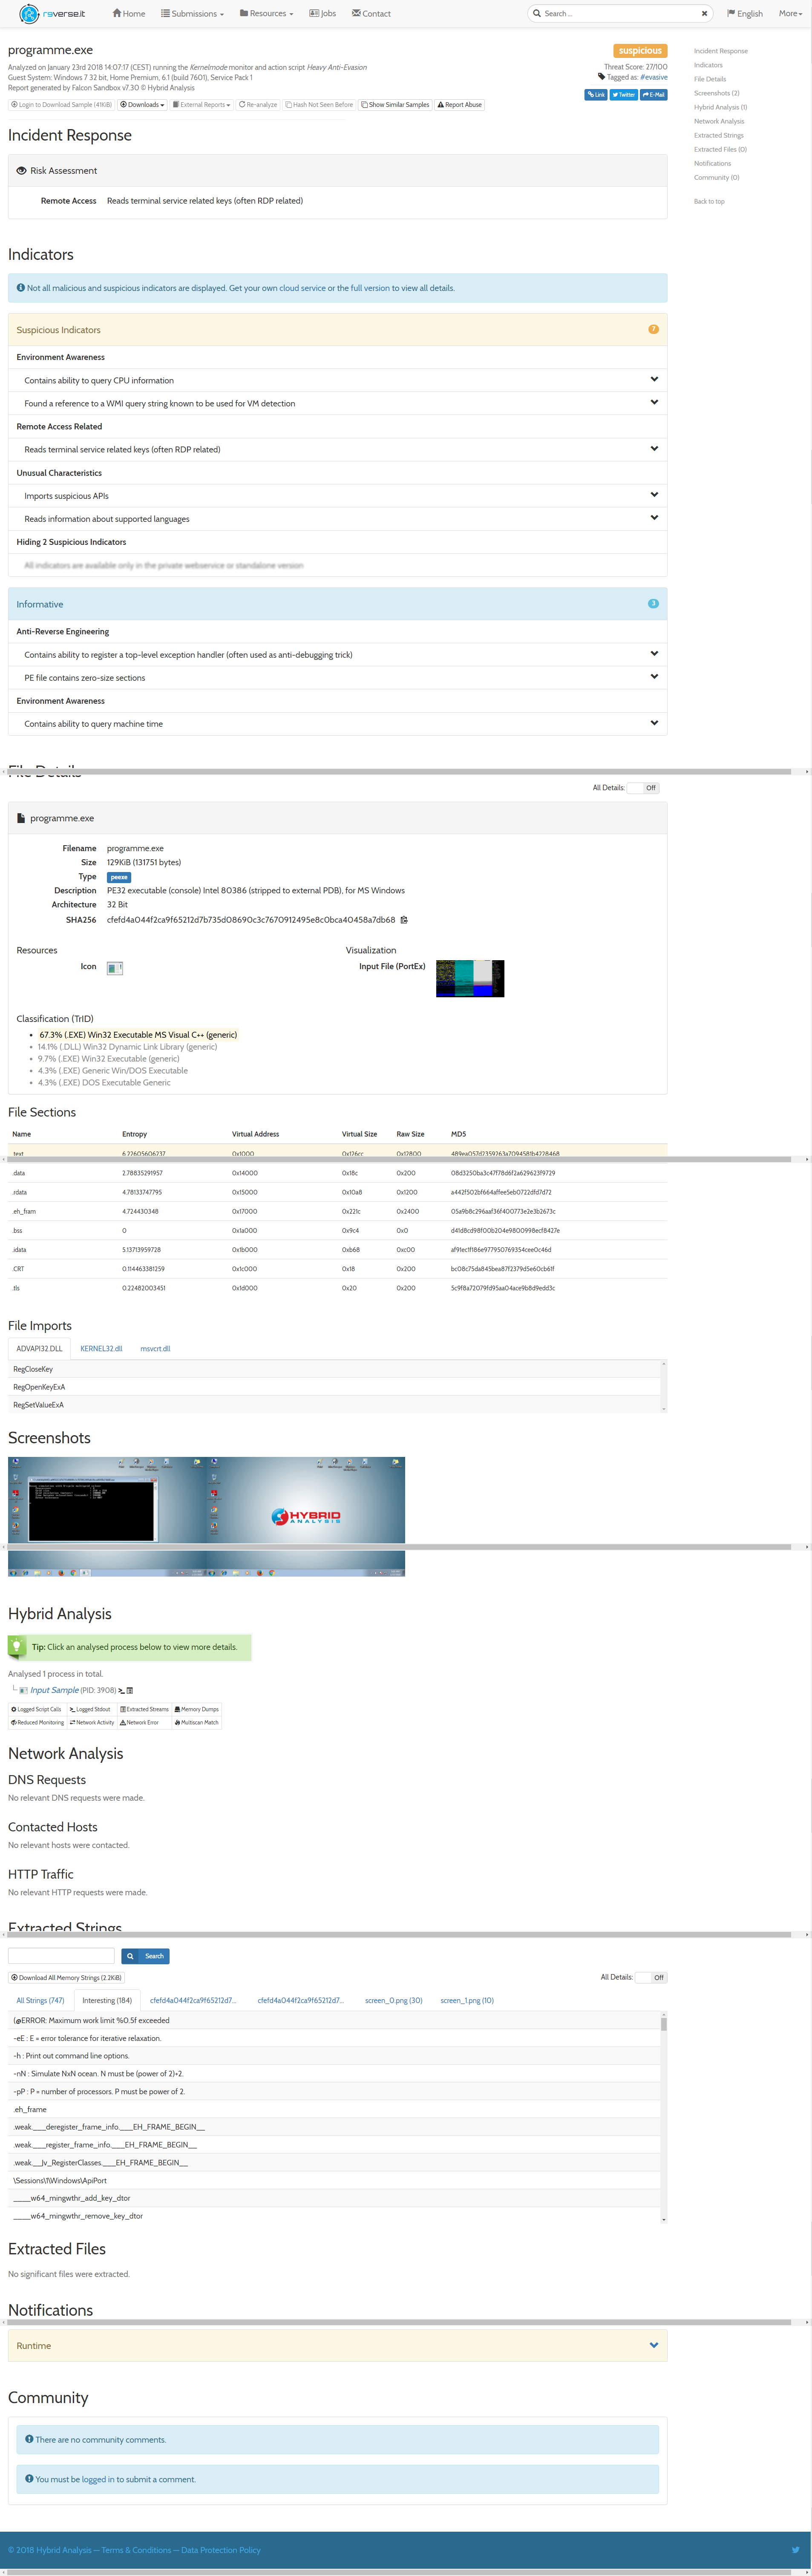 reverse.it Home Submissions Resources Jobs Contact Search ... English More
programme.exe
suspicious
Analyzed on January 23rd 2018 14:07:17 (CEST) running the Kernelmode monitor and action script Heavy Anti-Evasion
Guest System: Windows 7 32 bit, Home Premium, 6.1 (build 7601), Service Pack 1
Report generated by Falcon Sandbox v7.30 © Hybrid Analysis
Threat Score: 27/100
Tagged as: #evasive
Link Twitter E-Mail
Login to Download Sample (41KiB) Downloads External Reports Re-analyze Hash Not Seen Before Show Similar Samples Report Abuse
Incident Response
Indicators
File Details
Screenshots (2)
Hybrid Analysis (1)
Network Analysis
Extracted Strings
Extracted Files (0)
Notifications
Community (0)
Back to top
Incident Response
Risk Assessment
Remote Access Reads terminal service related keys (often RDP related)
Indicators
Not all malicious and suspicious indicators are displayed. Get your own cloud service or the full version to view all details.
Suspicious Indicators 7
Environment Awareness
Contains ability to query CPU information
Found a reference to a WMI query string known to be used for VM detection
Remote Access Related
Reads terminal service related keys (often RDP related)
Unusual Characteristics
Imports suspicious APIs
Reads information about supported languages
Hiding 2 Suspicious Indicators
All indicators are available only in the private webservice or standalone version
Informative 3
Anti-Reverse Engineering
Contains ability to register a top-level exception handler (often used as anti-debugging trick)
PE file contains zero-size sections
Environment Awareness
Contains ability to query machine time
File Details
All Details: Off
programme.exe
Filename programme.exe
Size 129KiB (131751 bytes)
Type peexe
Description PE32 executable (console) Intel 80386 (stripped to external PDB), for MS Windows
Architecture 32 Bit
SHA256 cfefd4a044f2ca9f65212d7b735d08690c3c7670912495e8c0bca40458a7db68
Resources Visualization
Icon Input File (PortEx)
Classification (TrID)
67.3% (.EXE) Win32 Executable MS Visual C++ (generic)
14.1% (.DLL) Win32 Dynamic Link Library (generic)
9.7% (.EXE) Win32 Executable (generic)
4.3% (.EXE) Generic Win/DOS Executable
4.3% (.EXE) DOS Executable Generic
File Sections
Name Entropy Virtual Address Virtual Size Raw Size MD5
.text 6.22605606237 0x1000 0x126cc 0x12800 489ea057d2359263a7094581b4228468
.data 2.78835291957 0x14000 0x18c 0x200 08d3250ba3c47f78d6f2a629623f9729
.rdata 4.78133747795 0x15000 0x10a8 0x1200 a442f502bf664affee5eb0722dfd7d72
.eh_fram 4.724430348 0x17000 0x221c 0x2400 05a9b8c296aaf36f400773e2e3b2673c
.bss 0 0x1a000 0x9c4 0x0 d41d8cd98f00b204e9800998ecf8427e
.idata 5.13713959728 0x1b000 0xb68 0xc00 af91ec1f186e977950769354cee0c46d
.CRT 0.114463381259 0x1c000 0x18 0x200 bc08c75da845bea87f2379d5e60cb61f
.tls 0.22482003451 0x1d000 0x20 0x200 5c9f8a72079fd95aa04ace9b8d9edd3c
File Imports
ADVAPI32.DLL KERNEL32.dll msvcrt.dll
RegCloseKey
RegOpenKeyExA
RegSetValueExA
Screenshots
HYBRID
ANALYSIS
Hybrid Analysis
Tip: Click an analysed process below to view more details.
Analysed 1 process in total.
Input Sample (PID: 3908)
Logged Script Calls Logged Stdout Extracted Streams Memory Dumps
Reduced Monitoring Network Activity Network Error Multiscan Match
Network Analysis
DNS Requests
No relevant DNS requests were made.
Contacted Hosts
No relevant hosts were contacted.
HTTP Traffic
No relevant HTTP requests were made.
Extracted Strings
Search
Download All Memory Strings (2.2KiB) All Details: Off
All Strings (747) Interesting (184) cfefd4a044f2ca9f65212d7... cfefd4a044f2ca9f65212d7... screen_0.png (30) screen_1.png (10)
(@ERROR: Maximum work limit %0.5f exceeded
-eE : E = error tolerance for iterative relaxation.
-h : Print out command line options.
-nN : Simulate NxN ocean. N must be (power of 2)+2.
-pP : P = number of processors. P must be power of 2.
.eh_frame
.weak.___deregister_frame_info.___EH_FRAME_BEGIN__
.weak.___register_frame_info.___EH_FRAME_BEGIN__
.weak.__Jv_RegisterClasses.___EH_FRAME_BEGIN__
\Sessions\1\Windows\ApiPort
____w64_mingwthr_add_key_dtor
____w64_mingwthr_remove_key_dtor
Extracted Files
No significant files were extracted.
Notifications
Runtime
Community
There are no community comments.
You must be logged in to submit a comment.
© 2018 Hybrid Analysis — Terms & Conditions — Data Protection Policy